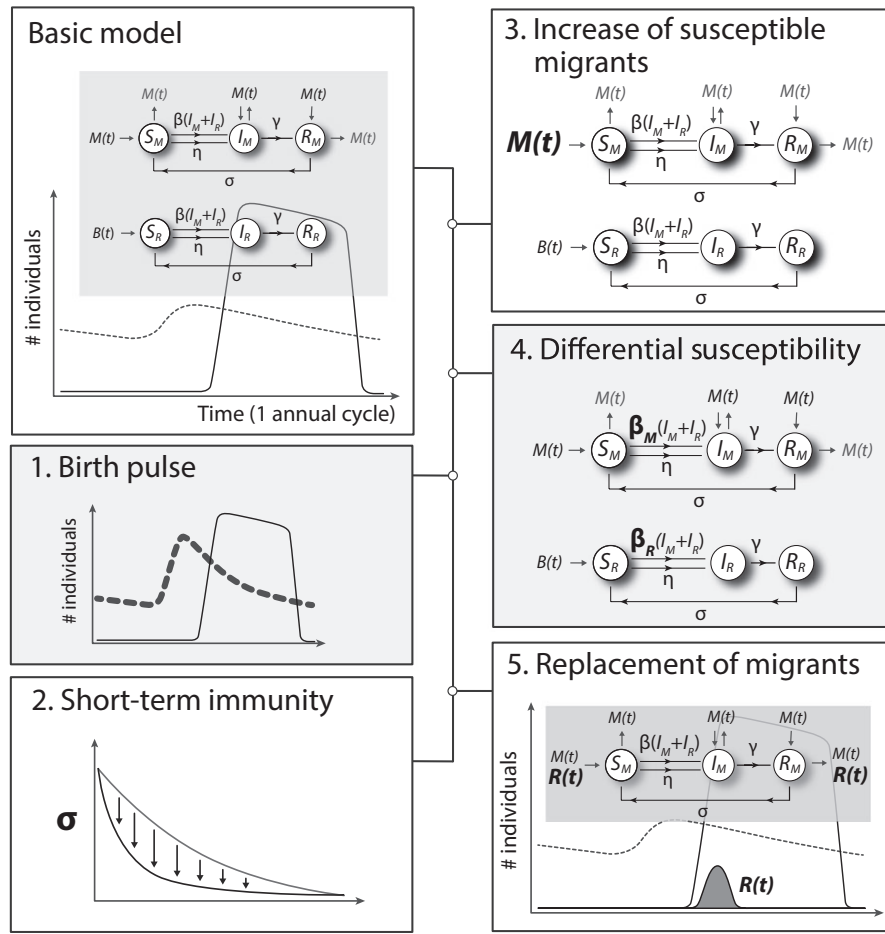 Basic model
M(t) M(t) M(t)
β(I_M+I_R) γ
M(t) S_M I_M R_M M(t)
η
σ
β(I_M+I_R) γ
B(t) S_R I_R R_R
η
σ
# individuals
Time (1 annual cycle)
1. Birth pulse
# individuals
2. Short-term immunity
σ
3. Increase of susceptible
migrants
M(t) M(t) M(t)
β(I_M+I_R) γ
M(t) S_M I_M R_M M(t)
η
σ
β(I_M+I_R) γ
B(t) S_R I_R R_R
η
σ
4. Differential susceptibility
M(t) M(t) M(t)
β_M(I_M+I_R) γ
M(t) S_M I_M R_M M(t)
η
σ
β_R(I_M+I_R) γ
B(t) S_R I_R R_R
η
σ
5. Replacement of migrants
M(t) M(t) M(t)
β(I_M+I_R) γ
M(t) S_M I_M R_M M(t)
R(t) η R(t)
σ
# individuals
R(t)